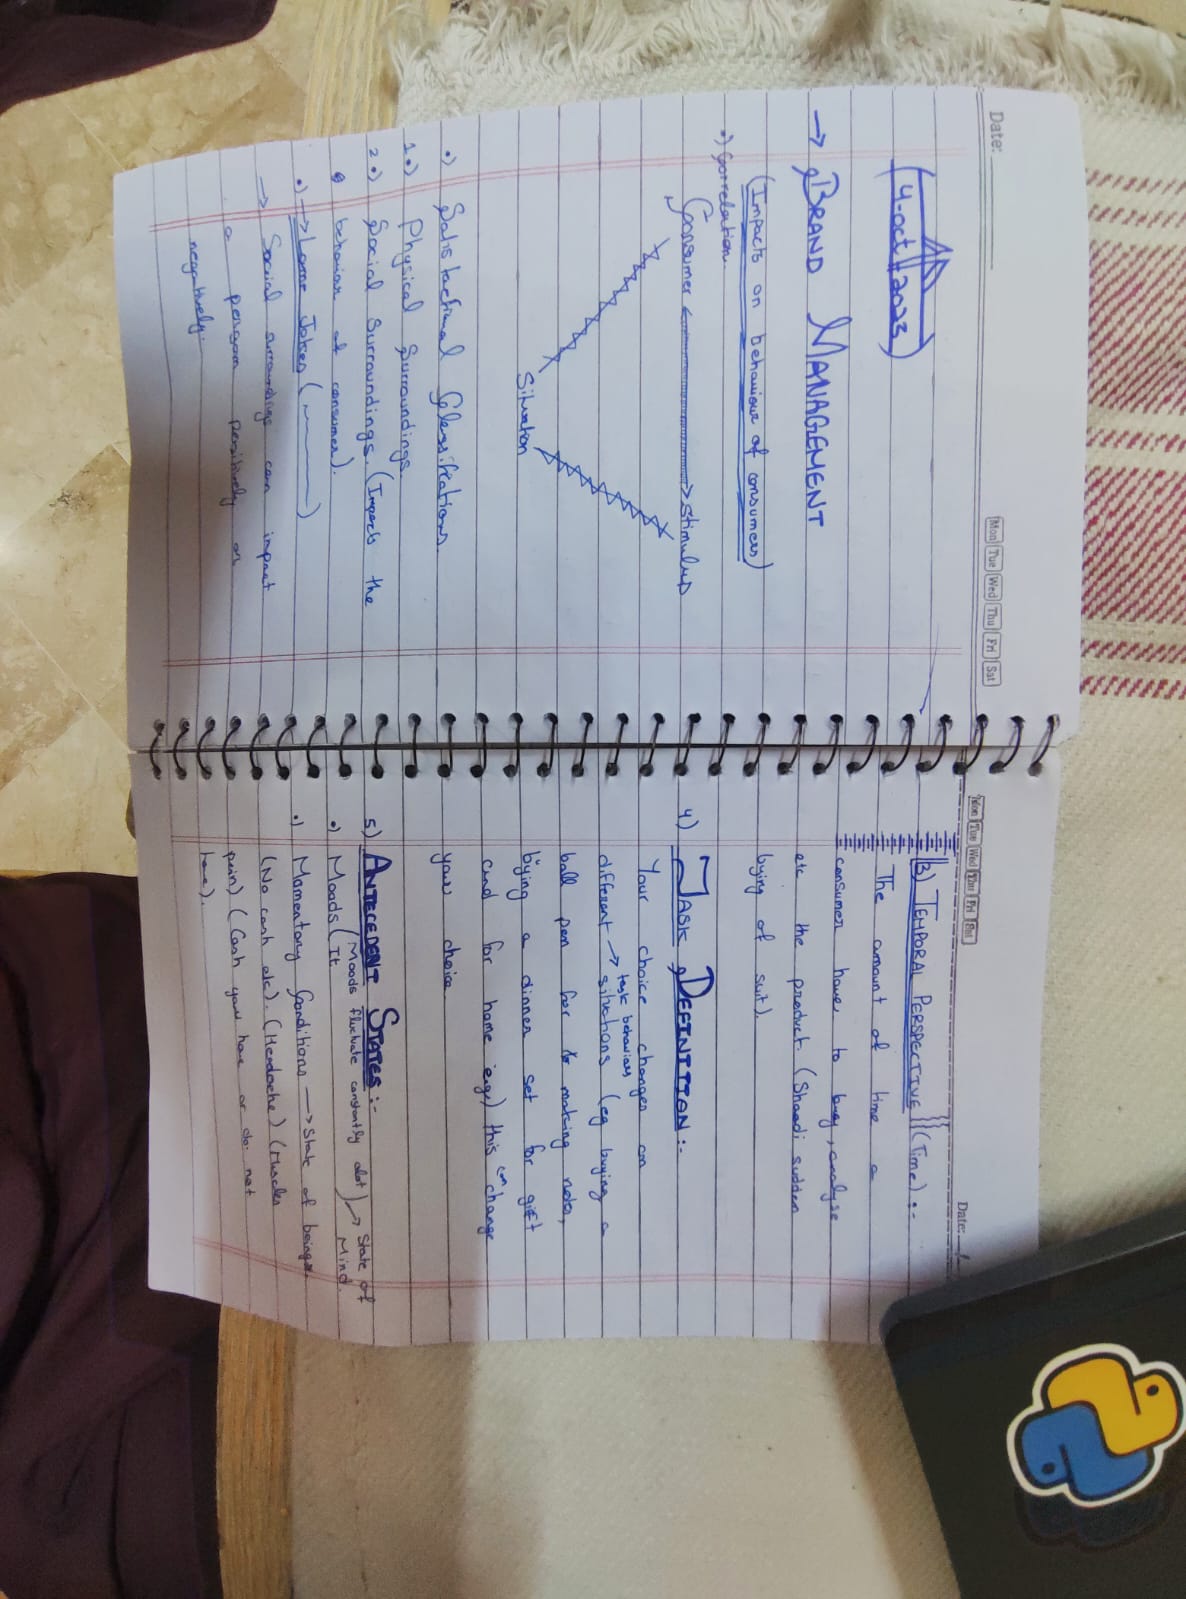 Date:
Mon Tue Wed Thu Fri Sat
4-oct 2023
→ BRAND MANAGEMENT
(Impacts on behaviour of consumers)
•) Correlation
Consumer ↔ stimulus
Situation
•) Satisfactional Classifications
1•) Physical Surroundings.
2•) Social Surroundings. (Impacts the
behavior of consumer).
•) → Lame Jokes ( )
→ Social surroundings can impact
a person positively or
negatively.
Mon Tue Wed Thu Fri Sat
Date:
3) TEMPORAL PERSPECTIVE (Time) :-
The amount of time a
consumer have to buy, analyse
etc the product. (Shaadi sudden
bying of suit).
4) TASK DEFINITION :-
Your choice changes on
task behaviors
different → situations (eg buying a
ball pen for making notes,
bying a dinner set for gift
and for home e.g.) this can change
your choice
5) ANTECEDENT STATES :-
•) Moods (Moods fluctuate constantly alot) → State of Mind.
It
•) Momentary Conditions → State of beings.
(No cash etc). (Headache) (Muscles
pain) (Cash you have or do not
have).